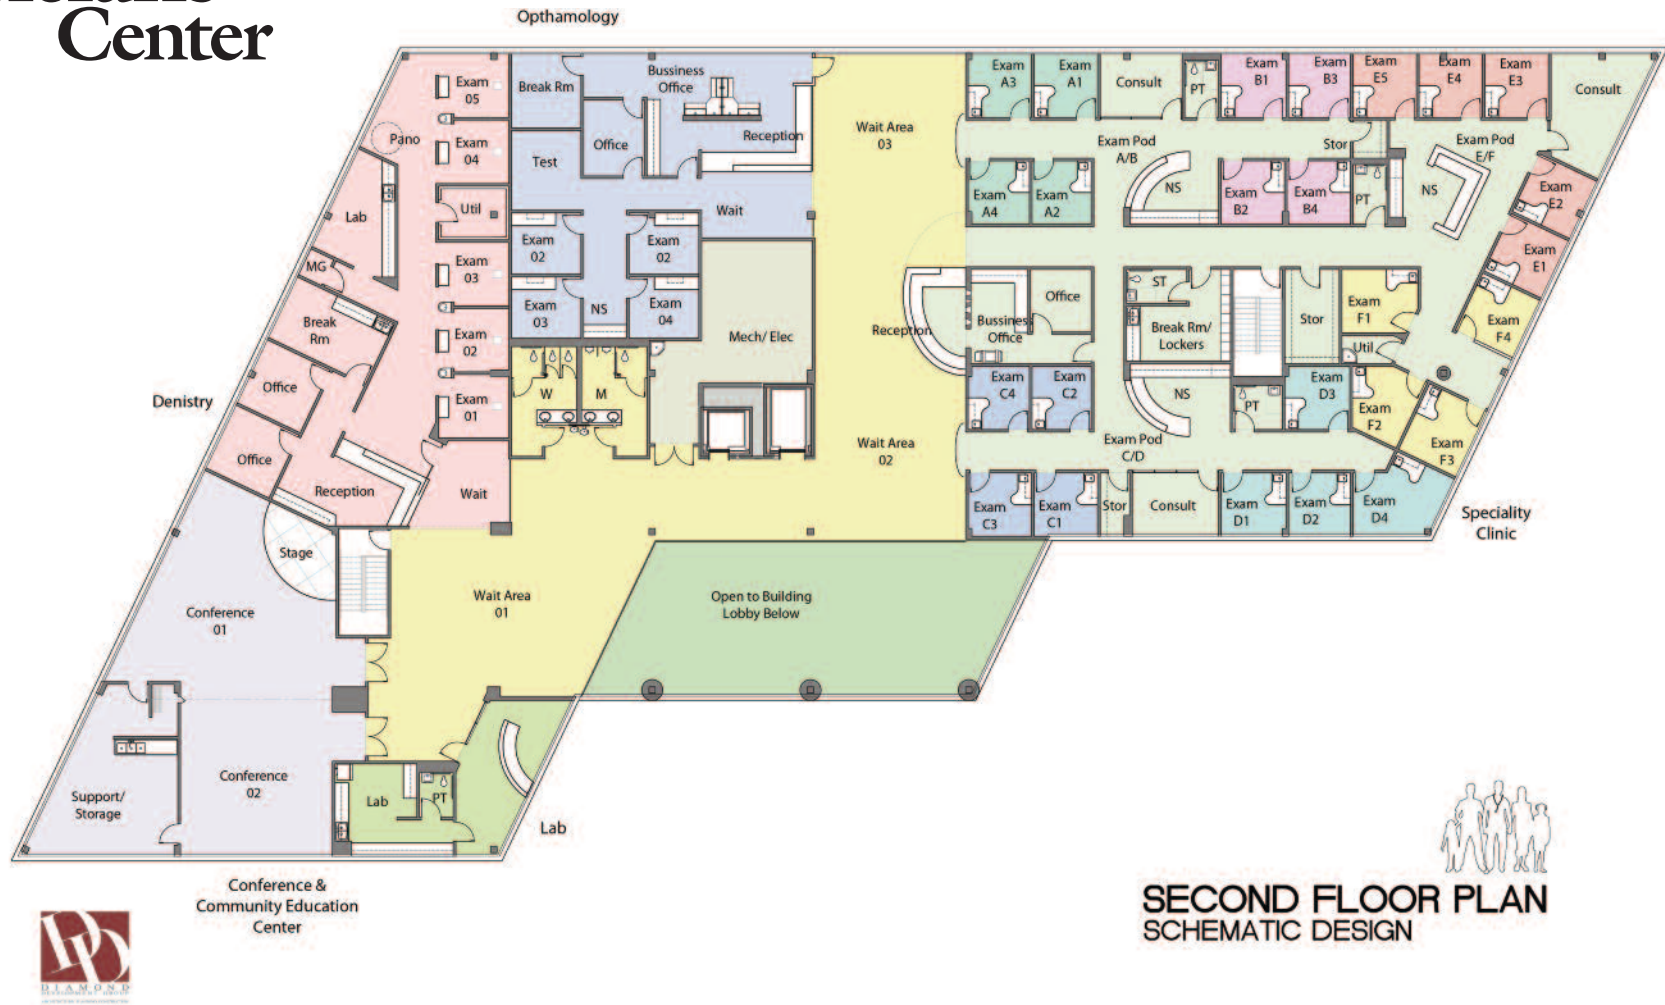 Center
Opthamology
Exam
05
Pano
Exam
04
Lab
Util
MG
Exam
03
Break
Rm
Exam
02
Office
Exam
01
Office
Reception
Wait
Denistry
Break Rm
Bussiness
Office
Office
Reception
Test
Wait
Exam
02
Exam
02
Exam
03
NS
Exam
04
Mech/ Elec
W
M
Wait Area
03
Reception
Wait Area
02
Wait Area
01
Open to Building
Lobby Below
Exam
A3
Exam
A1
Consult
PT
Exam
B1
Exam
B3
Exam
E5
Exam
E4
Exam
E3
Consult
Exam Pod
A/B
Stor
Exam Pod
E/F
NS
NS
Exam
A4
Exam
A2
Exam
B2
Exam
B4
PT
Exam
E2
Exam
E1
Bussiness
Office
Office
ST
Break Rm/
Lockers
Stor
Exam
F1
Util
Exam
F4
Exam
C4
Exam
C2
NS
PT
Exam
D3
Exam
F2
Exam
F3
Exam Pod
C/D
Exam
C3
Exam
C1
Stor
Consult
Exam
D1
Exam
D2
Exam
D4
Speciality
Clinic
Stage
Conference
01
Conference
02
Support/
Storage
Lab
PT
Lab
Conference &
Community Education
Center
SECOND FLOOR PLAN
SCHEMATIC DESIGN
DDG
DIAMOND
DEVELOPMENT GROUP